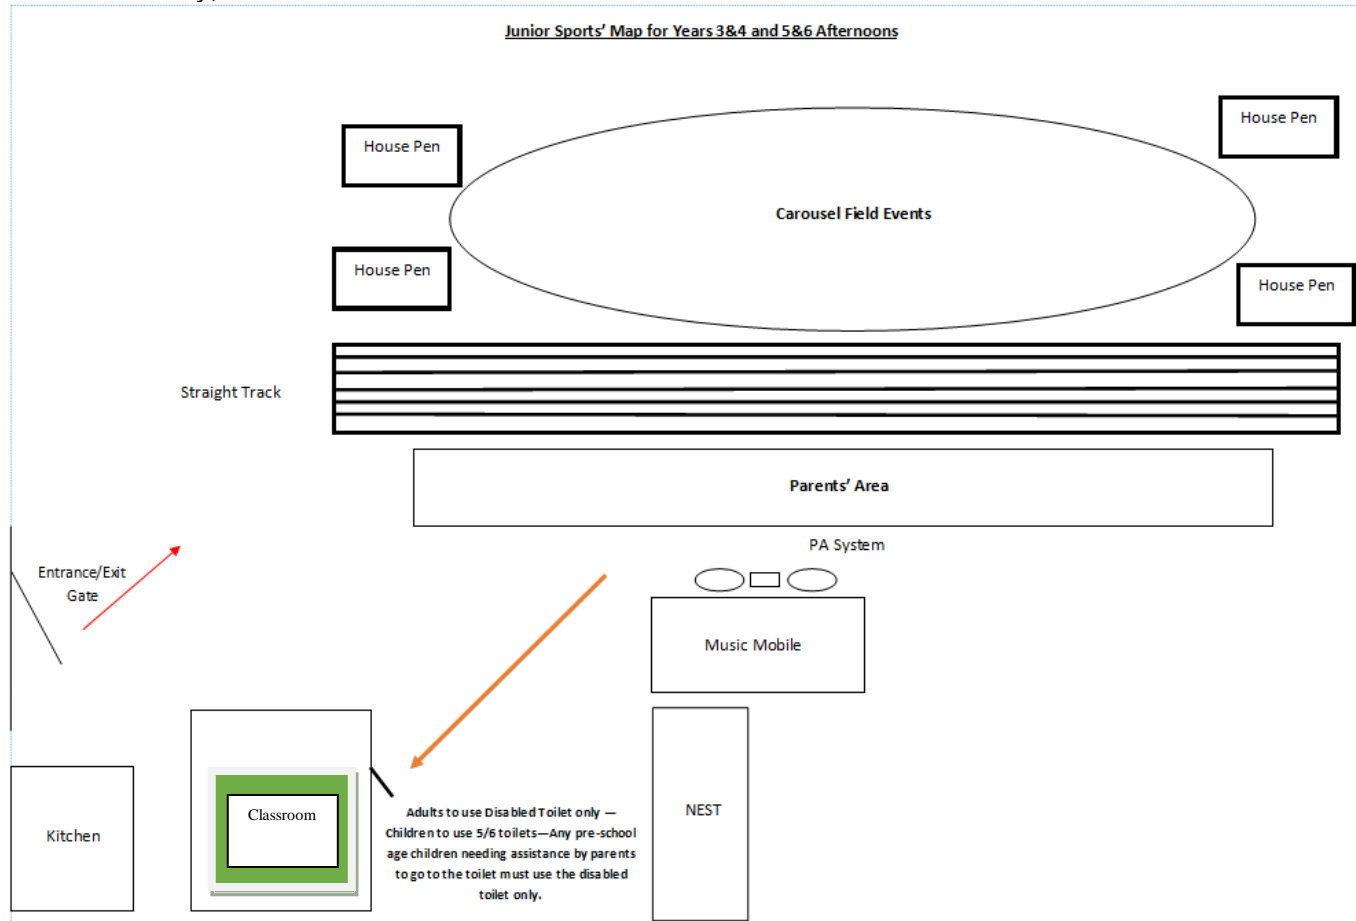 Junior Sports’ Map for Years 3&4 and 5&6 Afternoons
House Pen
House Pen
Carousel Field Events
House Pen
House Pen
Straight Track
Parents’ Area
PA System
Entrance/Exit
Gate
Music Mobile
Kitchen
Classroom
Adults to use Disabled Toilet only —
Children to use 5/6 toilets—Any pre-school
age children needing assistance by parents
to go to the toilet must use the disabled
toilet only.
NEST